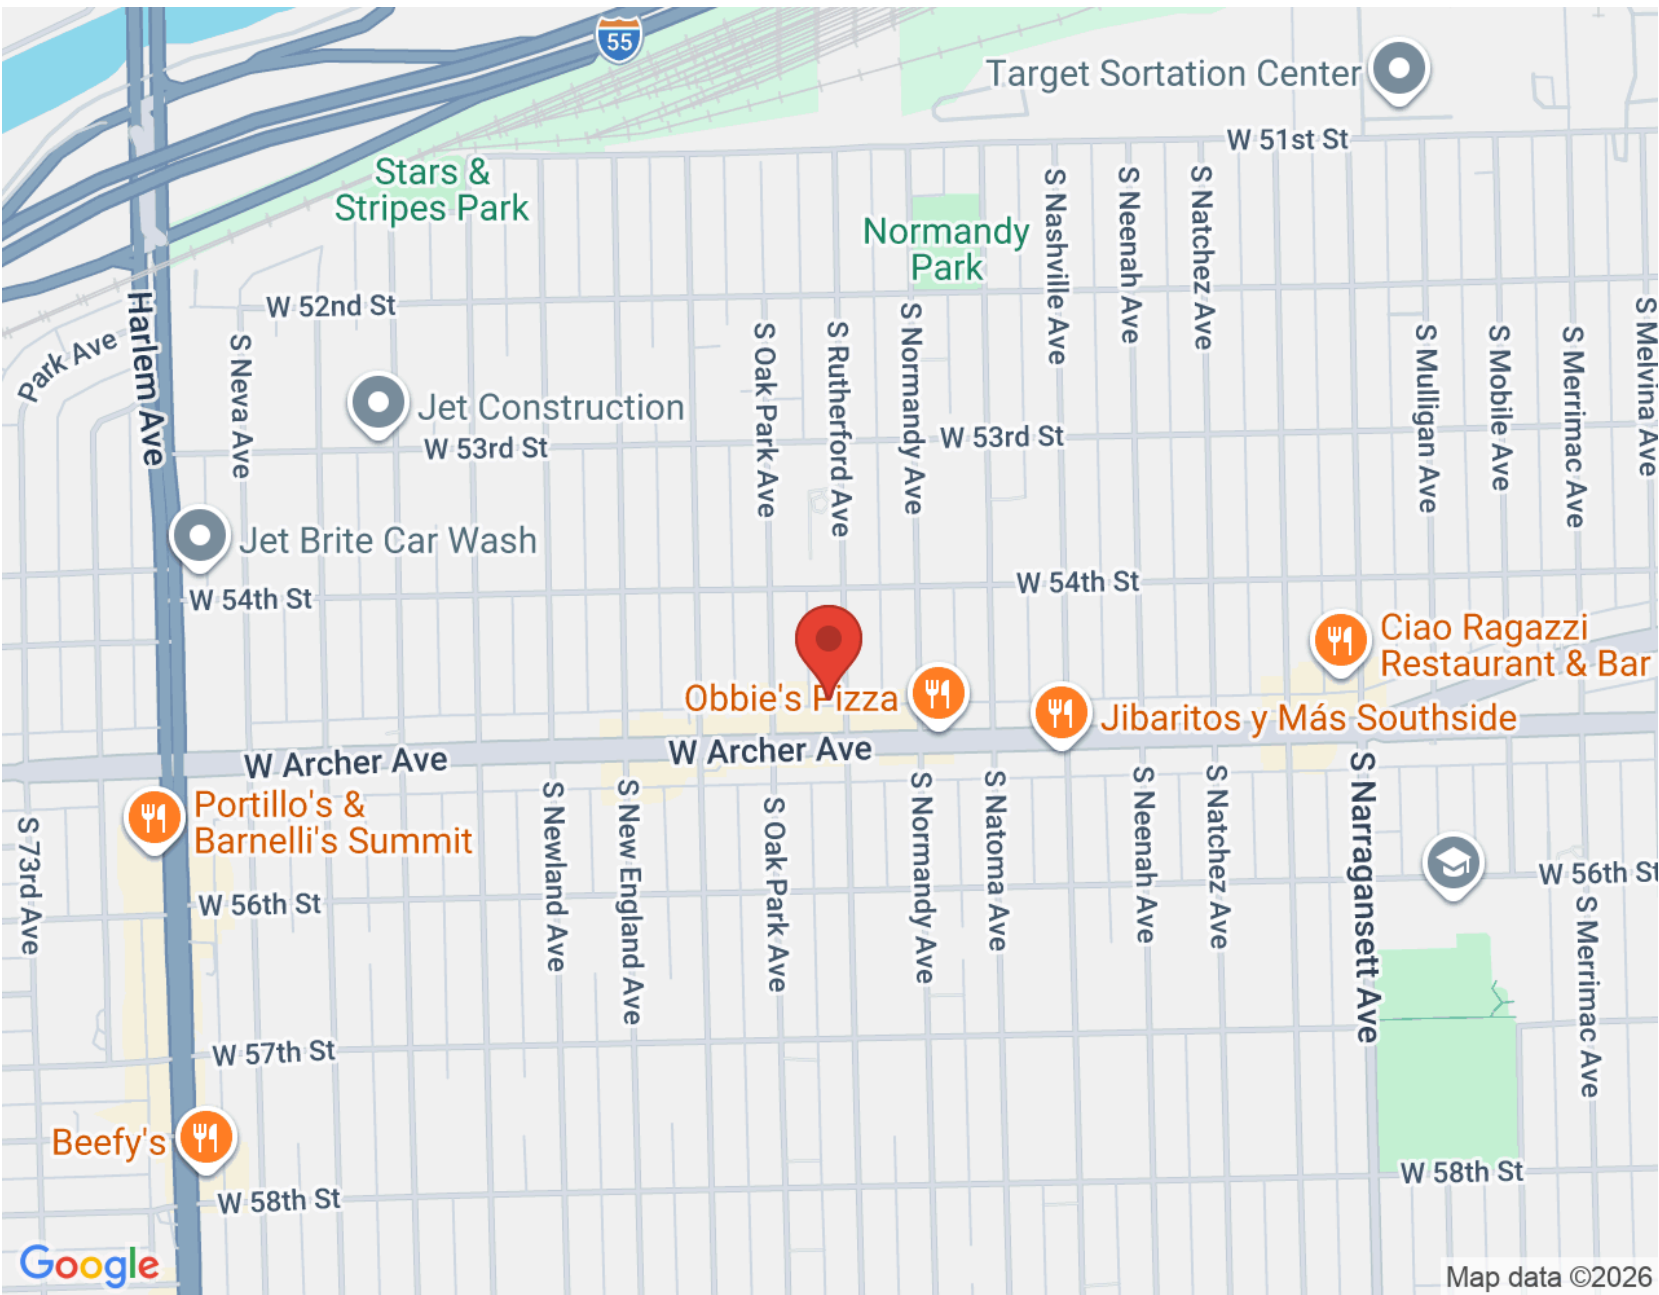 55
Target Sortation Center
W 51st St
Stars &
Stripes Park
Normandy
Park
S Nashville Ave
S Neenah Ave
S Natchez Ave
W 52nd St
Harlem Ave
Park Ave
S Neva Ave
S Oak Park Ave
S Rutherford Ave
S Normandy Ave
S Mulligan Ave
S Mobile Ave
S Merrimac Ave
S Melvina Ave
Jet Construction
W 53rd St
W 53rd St
Jet Brite Car Wash
W 54th St
W 54th St
Ciao Ragazzi
Restaurant & Bar
Obbie's Pizza
Jibaritos y Más Southside
W Archer Ave
W Archer Ave
Portillo's &
Barnelli's Summit
S 73rd Ave
S Newland Ave
S New England Ave
S Oak Park Ave
S Normandy Ave
S Natoma Ave
S Neenah Ave
S Natchez Ave
S Narragansett Ave
W 56th St
W 56th St
S Merrimac Ave
W 57th St
Beefy's
W 58th St
W 58th St
Google
Map data ©2026